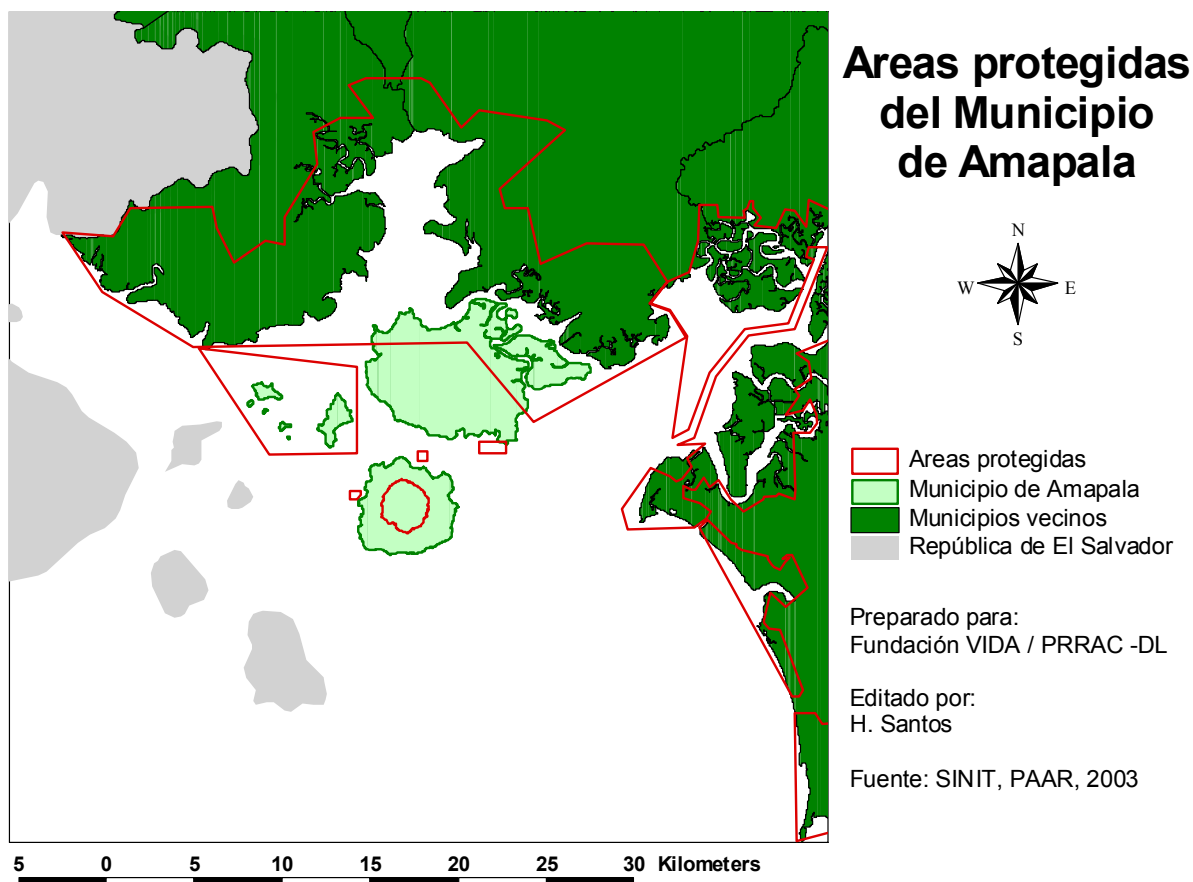 Areas protegidas
del Municipio
de Amapala
N
W E
S
Areas protegidas
Municipio de Amapala
Municipios vecinos
República de El Salvador
Preparado para:
Fundación VIDA / PRRAC -DL
Editado por:
H. Santos
Fuente: SINIT, PAAR, 2003
5 0 5 10 15 20 25 30 Kilometers